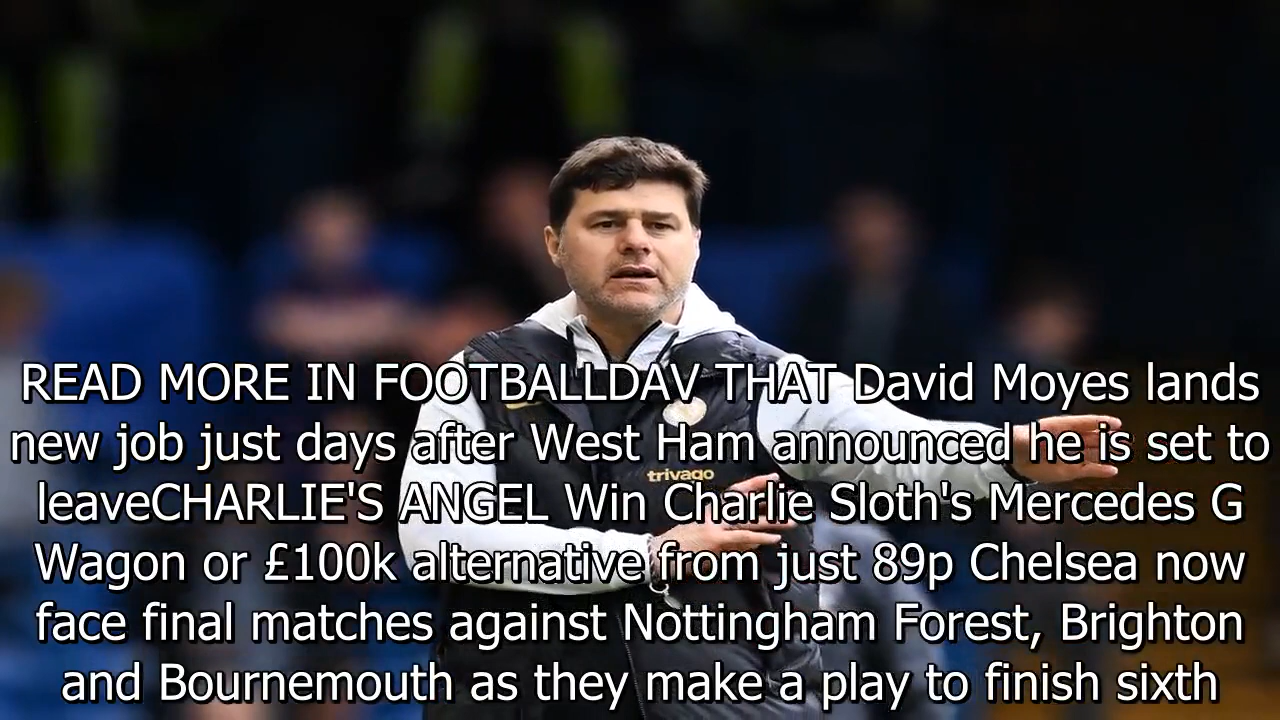 READ MORE IN FOOTBALLDAV THAT David Moyes lands
new job just days after West Ham announced he is set to
leaveCHARLIE'S ANGEL Win Charlie Sloth's Mercedes G
Wagon or £100k alternative from just 89p Chelsea now
face final matches against Nottingham Forest, Brighton
and Bournemouth as they make a play to finish sixth
trivago